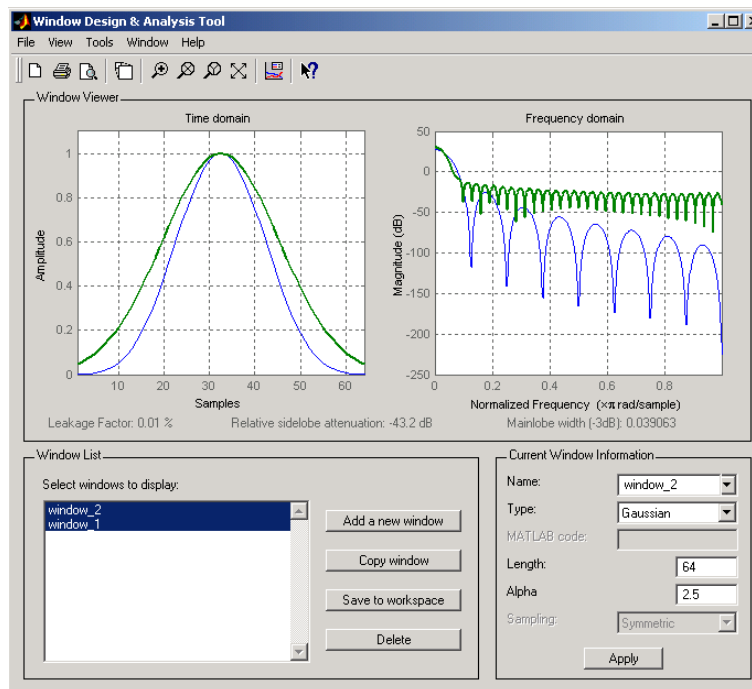 Window Design & Analysis Tool
File View Tools Window Help
Window Viewer
Time domain
Frequency domain
Amplitude
1
0.8
0.6
0.4
0.2
0
10 20 30 40 50 60
Samples
Magnitude (dB)
50
0
-50
-100
-150
-200
-250
0 0.2 0.4 0.6 0.8
Normalized Frequency (×π rad/sample)
Leakage Factor: 0.01 %
Relative sidelobe attenuation: -43.2 dB
Mainlobe width (-3dB): 0.039063
Window List
Select windows to display:
window_2
window_1
Add a new window
Copy window
Save to workspace
Delete
Current Window Information
Name: window_2
Type: Gaussian
MATLAB code:
Length: 64
Alpha 2.5
Sampling: Symmetric
Apply